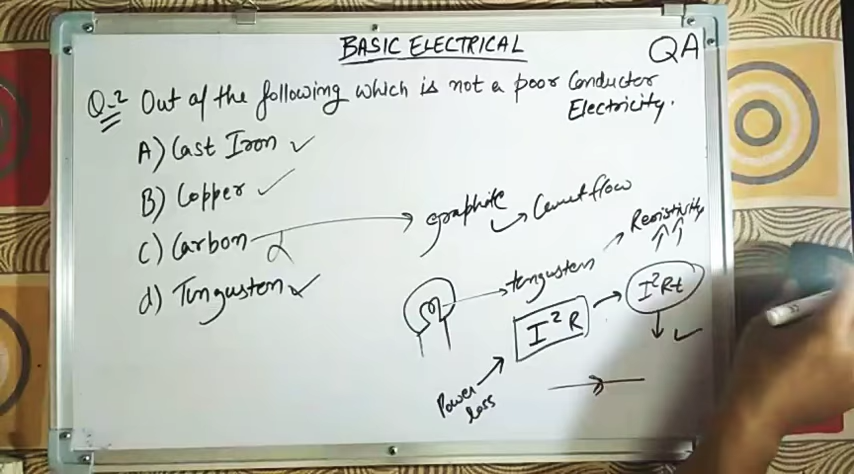 BASIC ELECTRICAL
QA
Q-2 Out of the following which is not a poor Conductor
Electricity.
A) Cast Iron
B) Copper
C) Carbon
d) Tungusten
graphite
Current flow
tungusten
Resistivity
I²R
I²Rt
Power
loss